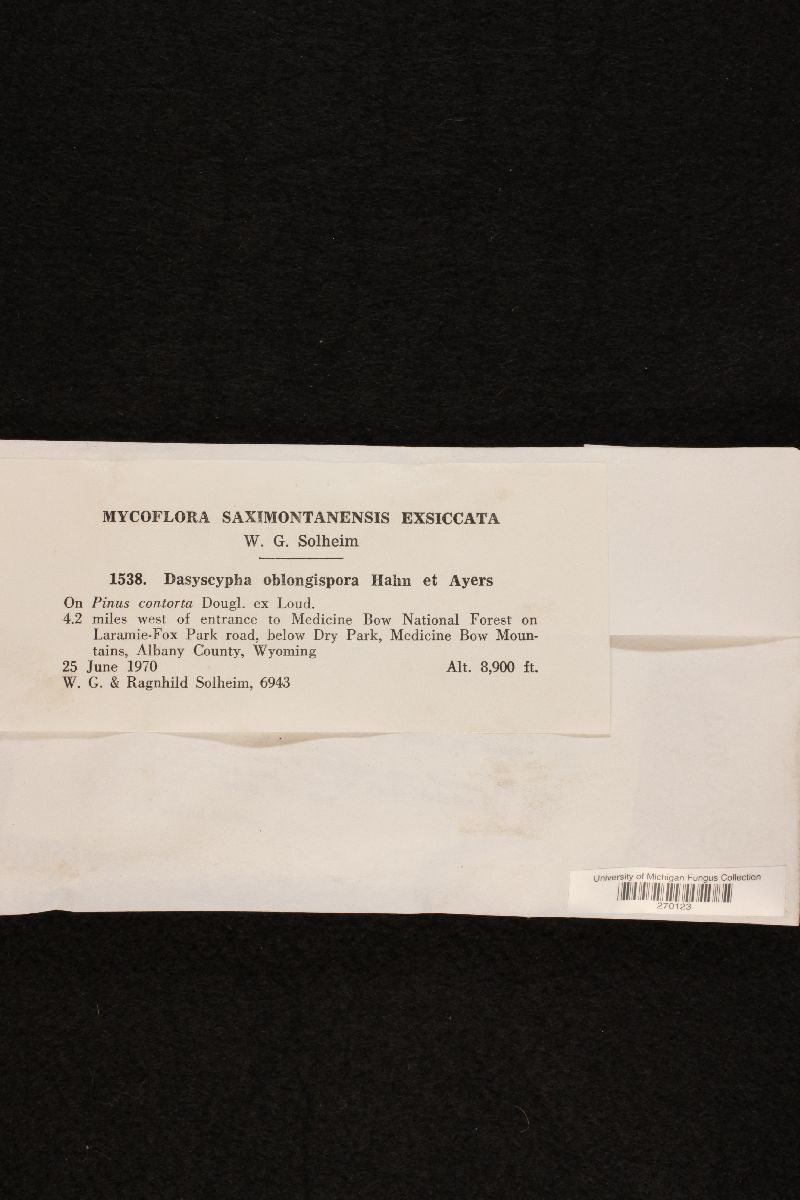 MYCOFLORA SAXIMONTANENSIS EXSICCATA
W. G. Solheim
1538. Dasyscypha oblongispora Hahn et Ayers
On Pinus contorta Dougl. ex Loud.
4.2 miles west of entrance to Medicine Bow National Forest on
Laramie-Fox Park road, below Dry Park, Medicine Bow Moun-
tains, Albany County, Wyoming
25 June 1970 Alt. 8,900 ft.
W. G. & Ragnhild Solheim, 6943
University of Michigan Fungus Collection
270123